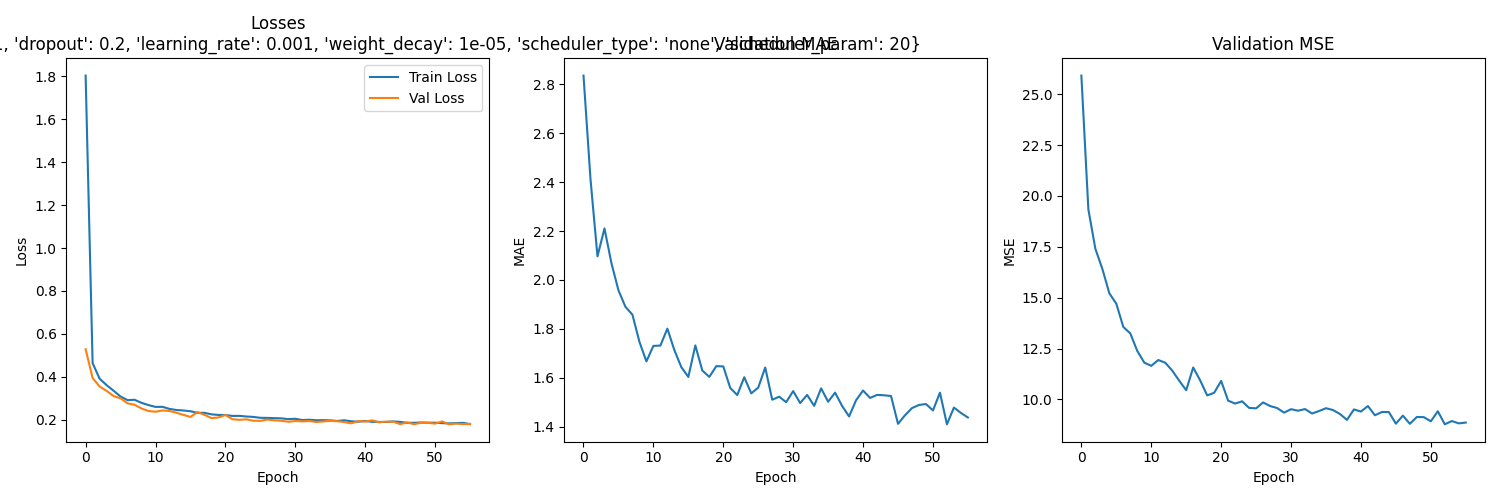 Losses
., 'dropout': 0.2, 'learning_rate': 0.001, 'weight_decay': 1e-05, 'scheduler_type': 'none', 'scheduler_param': 20}
Validation MAE
Validation MSE
1.8
1.6
1.4
1.2
1.0
0.8
0.6
0.4
0.2
Loss
Train Loss
Val Loss
0 10 20 30 40 50
Epoch
2.8
2.6
2.4
2.2
2.0
1.8
1.6
1.4
MAE
0 10 20 30 40 50
Epoch
25.0
22.5
20.0
17.5
15.0
12.5
10.0
MSE
0 10 20 30 40 50
Epoch